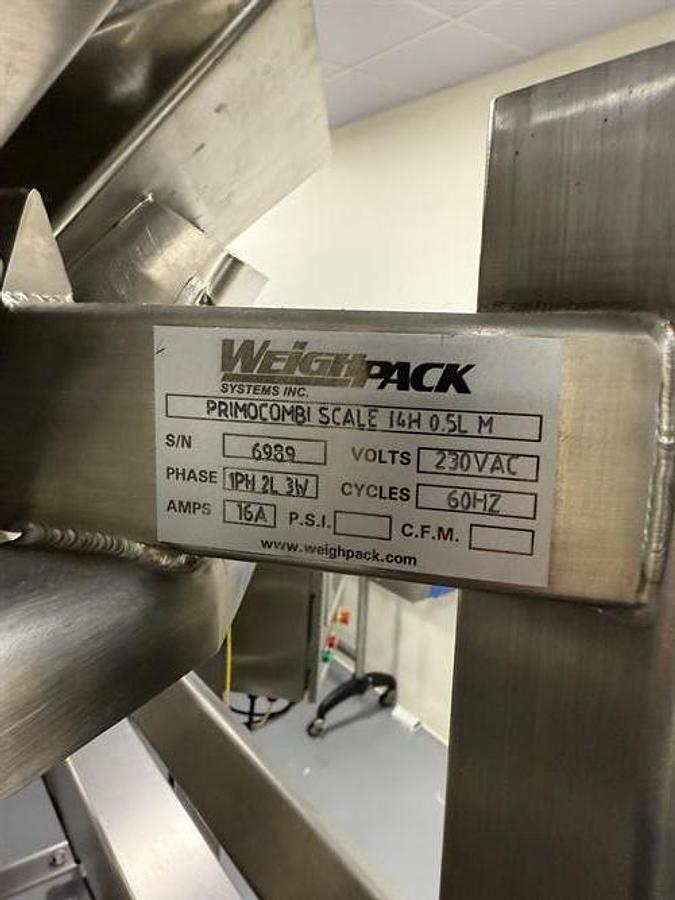 WEIGHPACK
SYSTEMS INC.
PRIMOCOMBI SCALE 14H 0.5L M
S/N 6989 VOLTS 230VAC
PHASE 1PH 2L 3W CYCLES 60HZ
AMPS 16A P.S.I. C.F.M.
www.weighpack.com